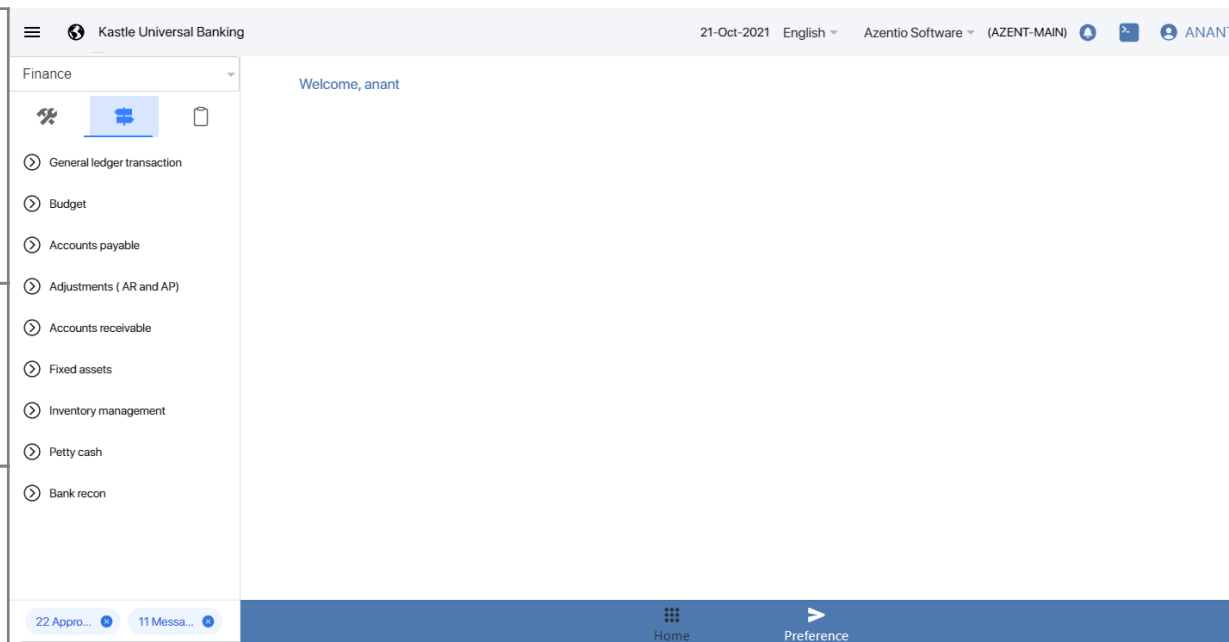 Kastle Universal Banking
21-Oct-2021 English Azentio Software (AZENT-MAIN) ANANT
Finance
Welcome, anant
General ledger transaction
Budget
Accounts payable
Adjustments ( AR and AP)
Accounts receivable
Fixed assets
Inventory management
Petty cash
Bank recon
22 Appro... 11 Messa...
Home Preference